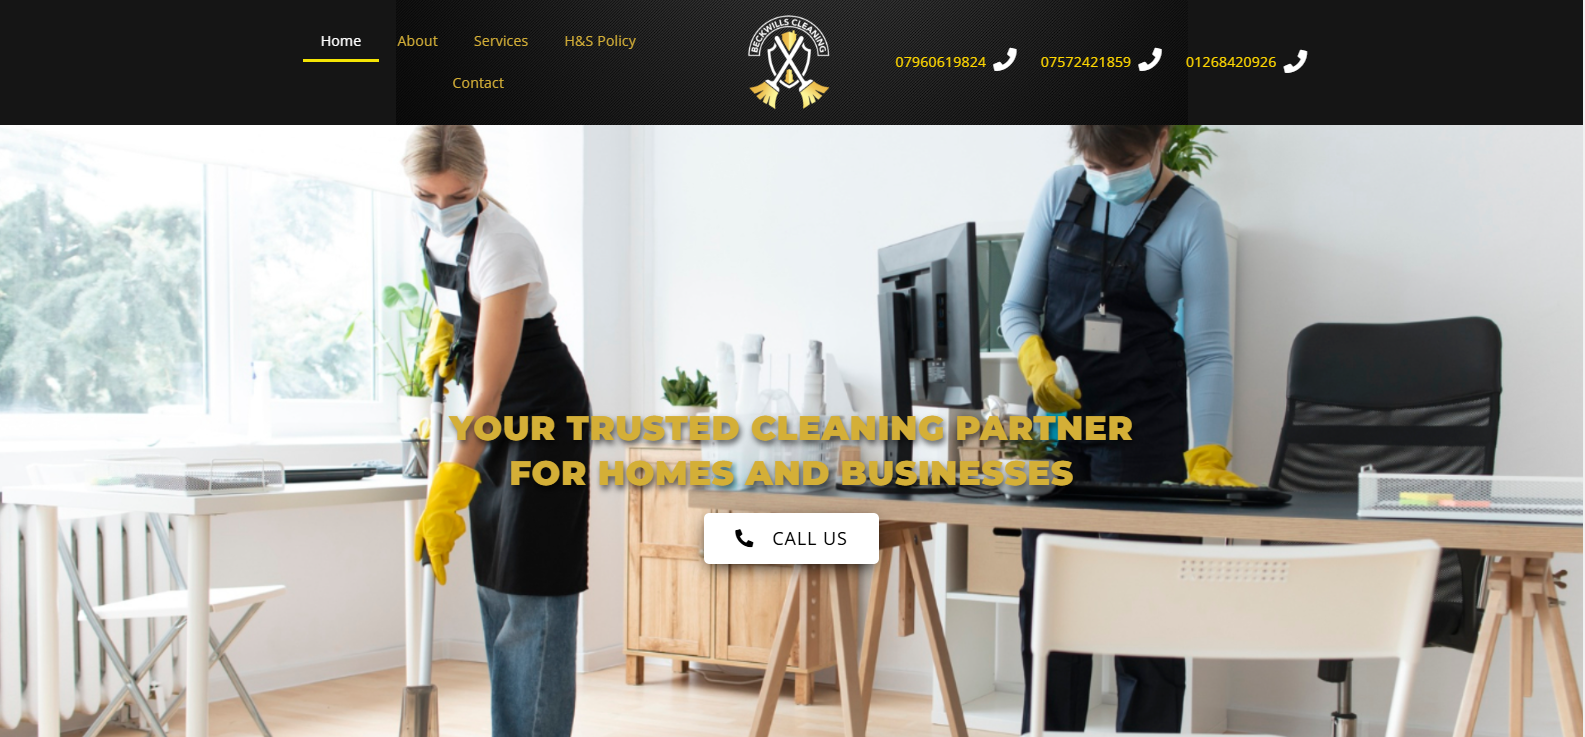 Home
About
Services
H&S Policy
Contact
BECKWILLS CLEANING
07960619824
07572421859
01268420926
YOUR TRUSTED CLEANING PARTNER
FOR HOMES AND BUSINESSES
CALL US